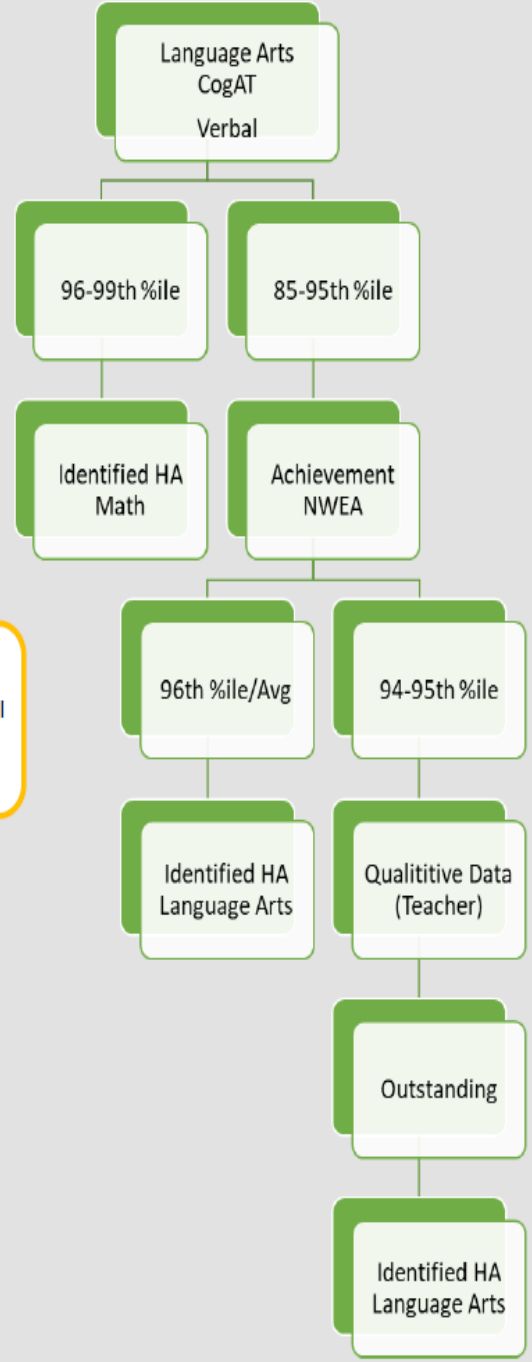 Language Arts
CogAT
Verbal
96-99th %ile
85-95th %ile
Identified HA
Math
Achievement
NWEA
96th %ile/Avg
94-95th %ile
Identified HA
Language Arts
Qualititive Data
(Teacher)
Outstanding
Identified HA
Language Arts